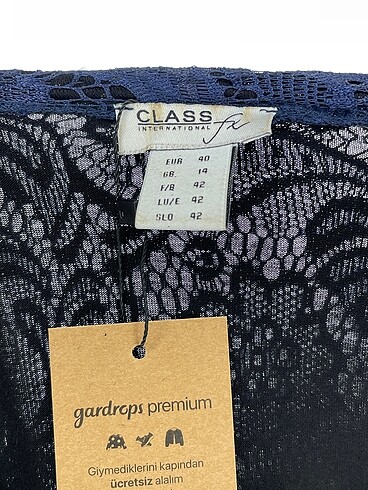 CLASS
INTERNATIONAL fx
EUR 40
GB. 14
F/B 42
LU/E 42
SLO 42
gardrops premium
Giymediklerini kapından
ücretsiz alalım